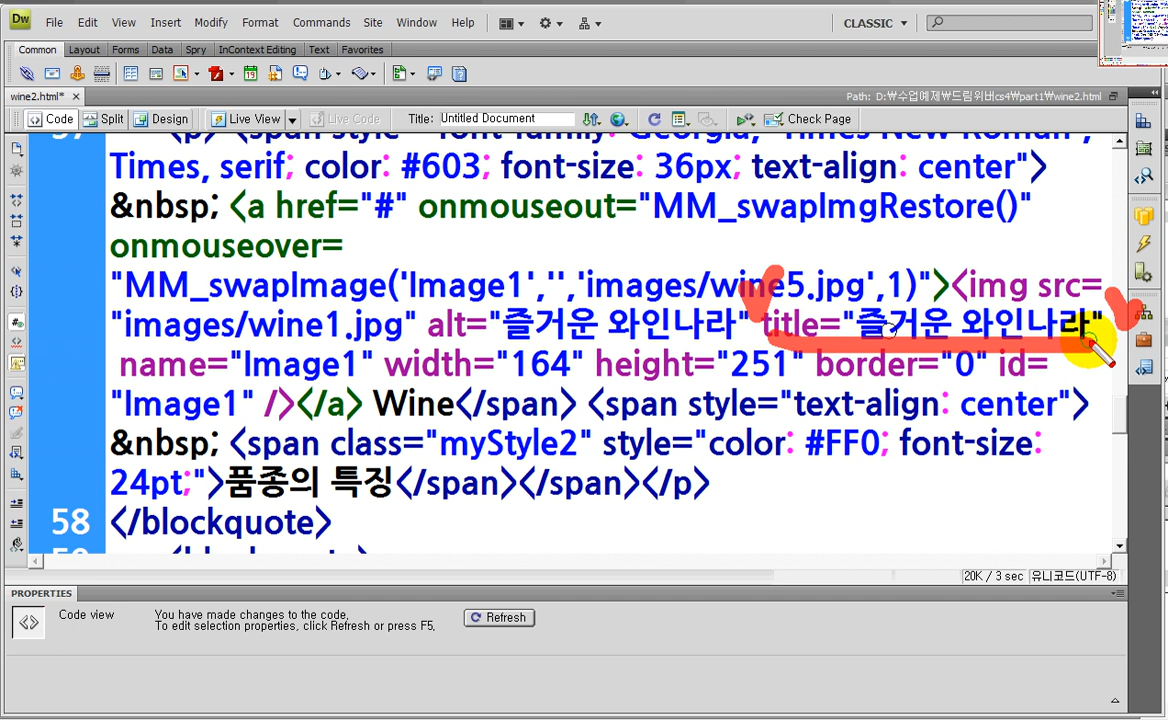 Dw File Edit View Insert Modify Format Commands Site Window Help CLASSIC
Common Layout Forms Data Spry InContext Editing Text Favorites
wine2.html* × Path: D:₩수업예제₩드림위버cs4₩part1₩wine2.html
Code Split Design Live View Live Code Title: Untitled Document Check Page
Times, serif; color: #603; font-size: 36px; text-align: center">
&nbsp; <a href="#" onmouseout="MM_swapImgRestore()"
onmouseover=
"MM_swapImage('Image1','','images/wine5.jpg',1)"><img src=
"images/wine1.jpg" alt="즐거운 와인나라" title="즐거운 와인나라"
name="Image1" width="164" height="251" border="0" id=
"Image1" /></a> Wine</span> <span style="text-align: center">
&nbsp; <span class="myStyle2" style="color: #FF0; font-size:
24pt;">품종의 특징</span></span></p>
58 </blockquote>
20K / 3 sec 유니코드(UTF-8)
PROPERTIES
Code view You have made changes to the code. Refresh
To edit selection properties, click Refresh or press F5.